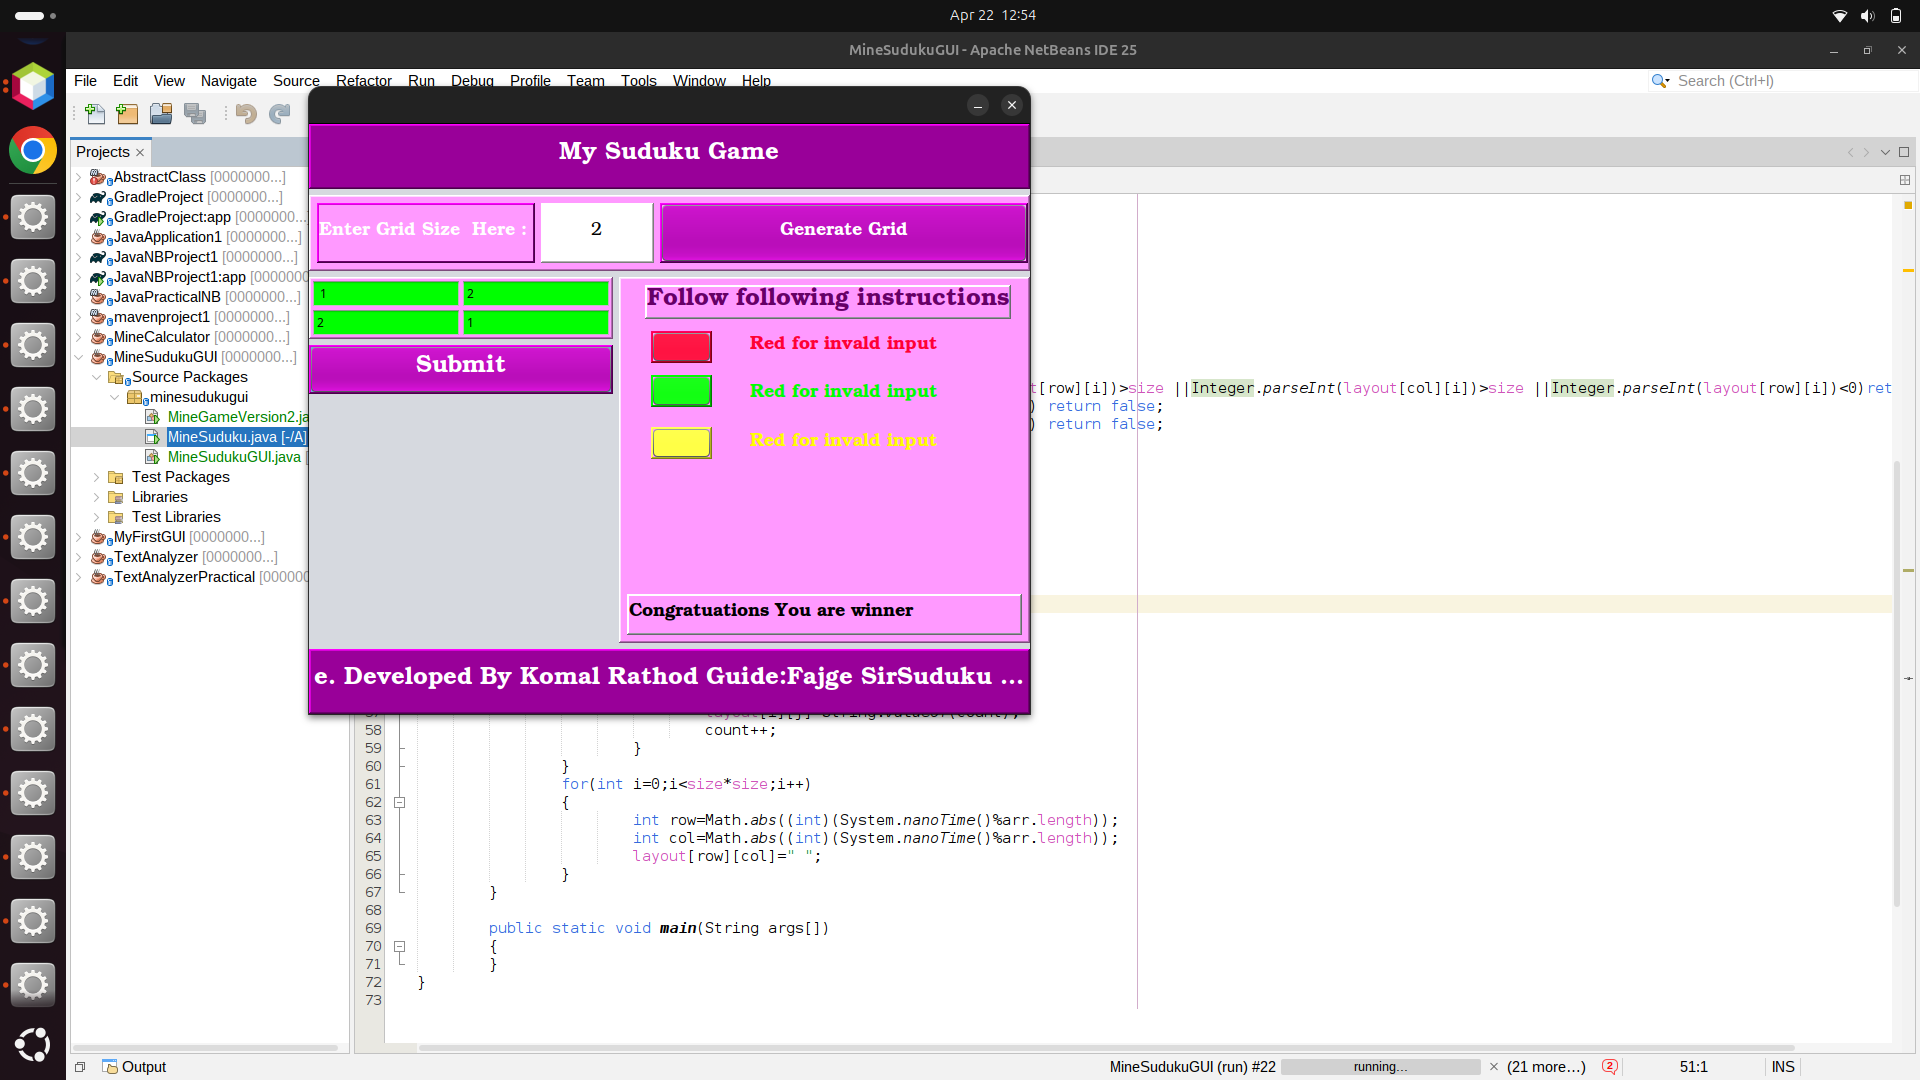 Apr 22 12:54
MineSudukuGUI - Apache NetBeans IDE 25
File Edit View Navigate Source Refactor Run Debug Profile Team Tools Window Help
Search (Ctrl+I)
Projects
AbstractClass [0000000...]
GradleProject [0000000...]
GradleProject:app [0000000...
JavaApplication1 [0000000...]
JavaNBProject1 [0000000...]
JavaNBProject1:app [0000000
JavaPracticalNB [0000000...]
mavenproject1 [0000000...]
MineCalculator [0000000...]
MineSudukuGUI [0000000...]
Source Packages
minesudukugui
MineGameVersion2.ja
MineSuduku.java [-/A]
MineSudukuGUI.java [
Test Packages
Libraries
Test Libraries
MyFirstGUI [0000000...]
TextAnalyzer [0000000...]
TextAnalyzerPractical [00000
My Suduku Game
Enter Grid Size Here :
2
Generate Grid
1 2
2 1
Submit
Follow following instructions
Red for invald input
Red for invald input
Red for invald input
Congratuations You are winner
e. Developed By Komal Rathod Guide:Fajge SirSuduku ...
t[row][i])>size ||Integer.parseInt(layout[col][i])>size ||Integer.parseInt(layout[row][i])<0)ret
) return false;
) return false;
58 count++;
59 }
60 }
61 for(int i=0;i<size*size;i++)
62 {
63 int row=Math.abs((int)(System.nanoTime()%arr.length));
64 int col=Math.abs((int)(System.nanoTime()%arr.length));
65 layout[row][col]=" ";
66 }
67 }
68
69 public static void main(String args[])
70 {
71 }
72 }
73
Output
MineSudukuGUI (run) #22
running...
(21 more...)
2
51:1
INS